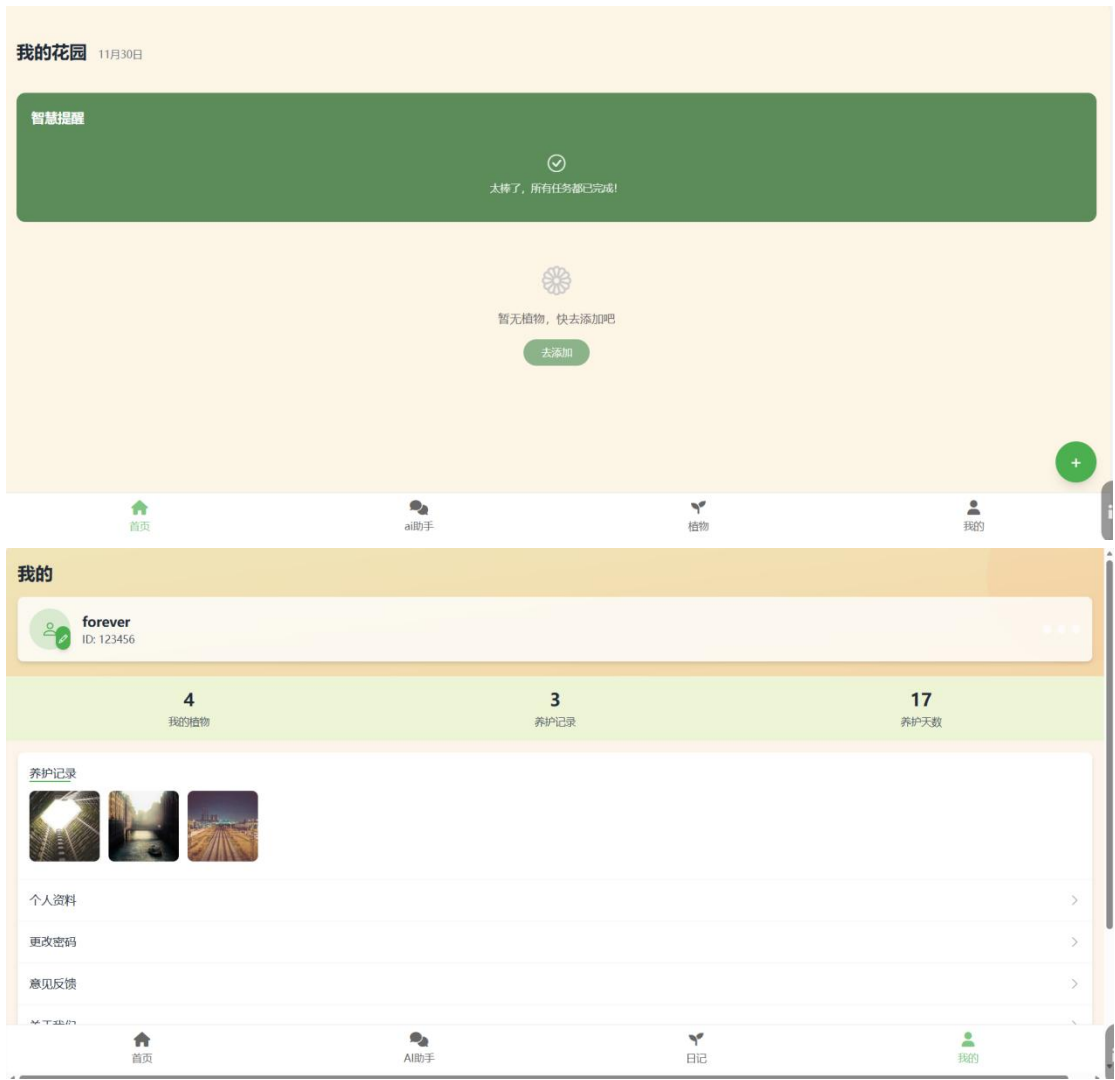 我的花园 11月30日
智慧提醒
太棒了，所有任务都已完成!
暂无植物，快去添加吧
去添加
+
首页 ai助手 植物 我的
我的
forever
ID: 123456
4 3 17
我的植物 养护记录 养护天数
养护记录
个人资料
更改密码
意见反馈
关于我们
首页 AI助手 日记 我的